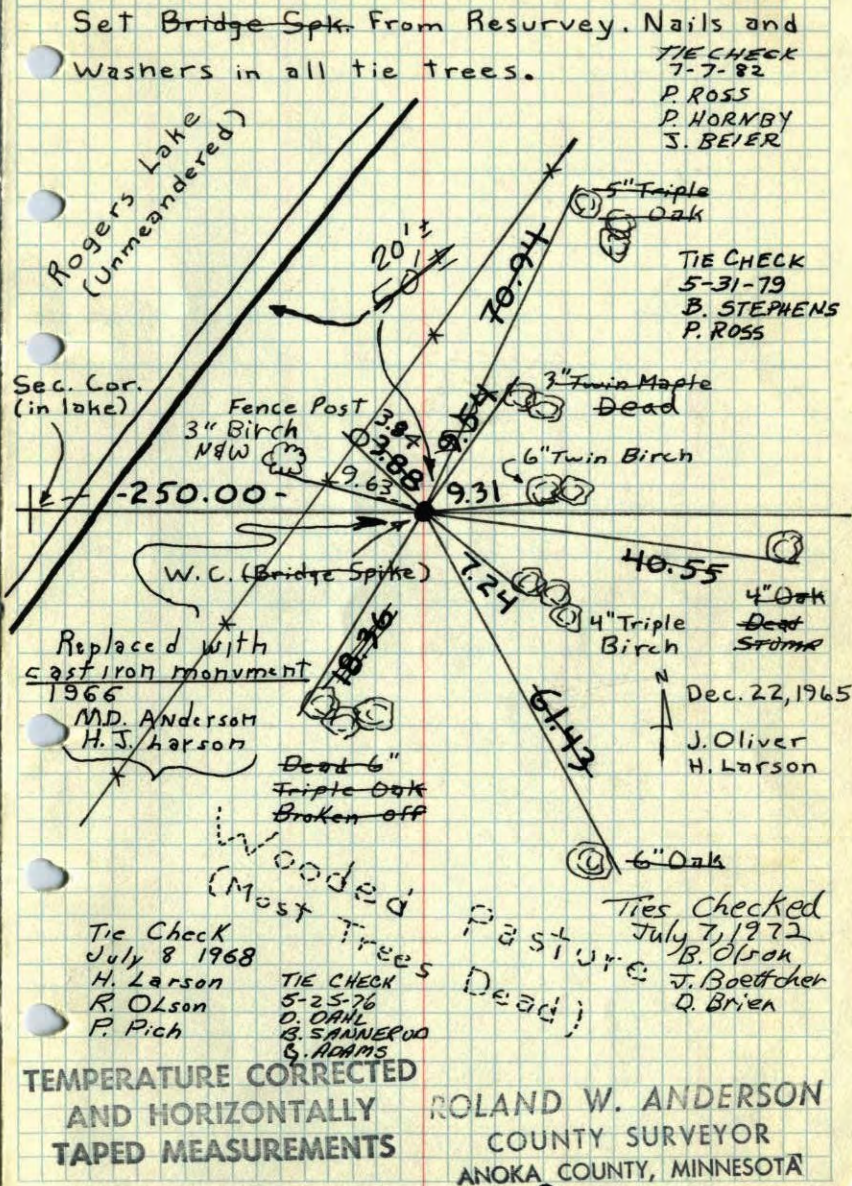 Set Bridge Spk. From Resurvey. Nails and
Washers in all tie trees.
TIE CHECK
7-7-82
P. ROSS
P. HORNBY
J. BEIER
Rogers Lake
(Unmeandered)
5" Triple
Oak
20'±
70.94
TIE CHECK
5-31-79
B. STEPHENS
P. ROSS
Sec. Cor.
(in lake)
Fence Post
3" Birch
N&W
3.84
3.88
9.54
3" Twin Maple
Dead
6" Twin Birch
9.63
9.31
-250.00-
W.C. (Bridge Spike)
7.24
40.55
4" Oak
Dead
STUMP
4" Triple
Birch
Replaced with
cast iron monument
1966
M.D. Anderson
H.J. Larson
18.36
61.43
N
Dec. 22, 1965
J. Oliver
H. Larson
Dead 6"
Triple Oak
Broken off
6" Oak
Wooded Pasture
(Most Trees Dead)
Tie Check
July 8 1968
H. Larson
R. Olson
P. Pich
TIE CHECK
5-25-76
D. DAHL
B. SANNERUD
G. ADAMS
Ties Checked
July 7, 1972
B. Olson
J. Boettcher
D. Brien
TEMPERATURE CORRECTED
AND HORIZONTALLY
TAPED MEASUREMENTS
ROLAND W. ANDERSON
COUNTY SURVEYOR
ANOKA COUNTY, MINNESOTA